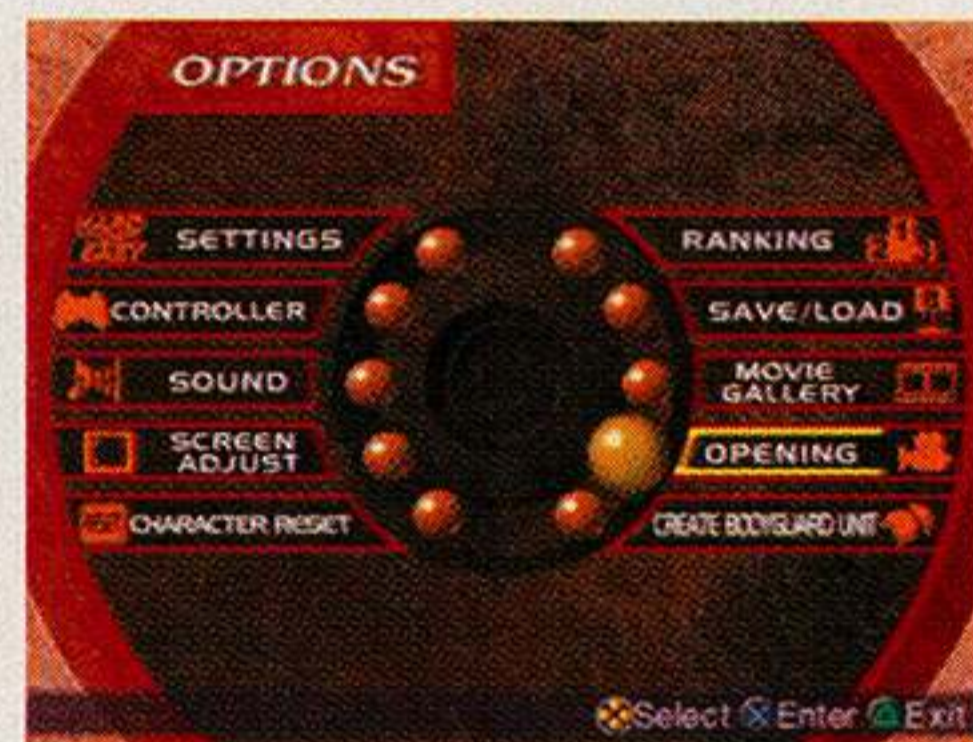 OPTIONS
SETTINGS
CONTROLLER
SOUND
SCREEN
ADJUST
CHARACTER RESET
RANKING
SAVE/LOAD
MOVIE
GALLERY
OPENING
CREATE BODYGUARD UNIT
Select Enter Exit